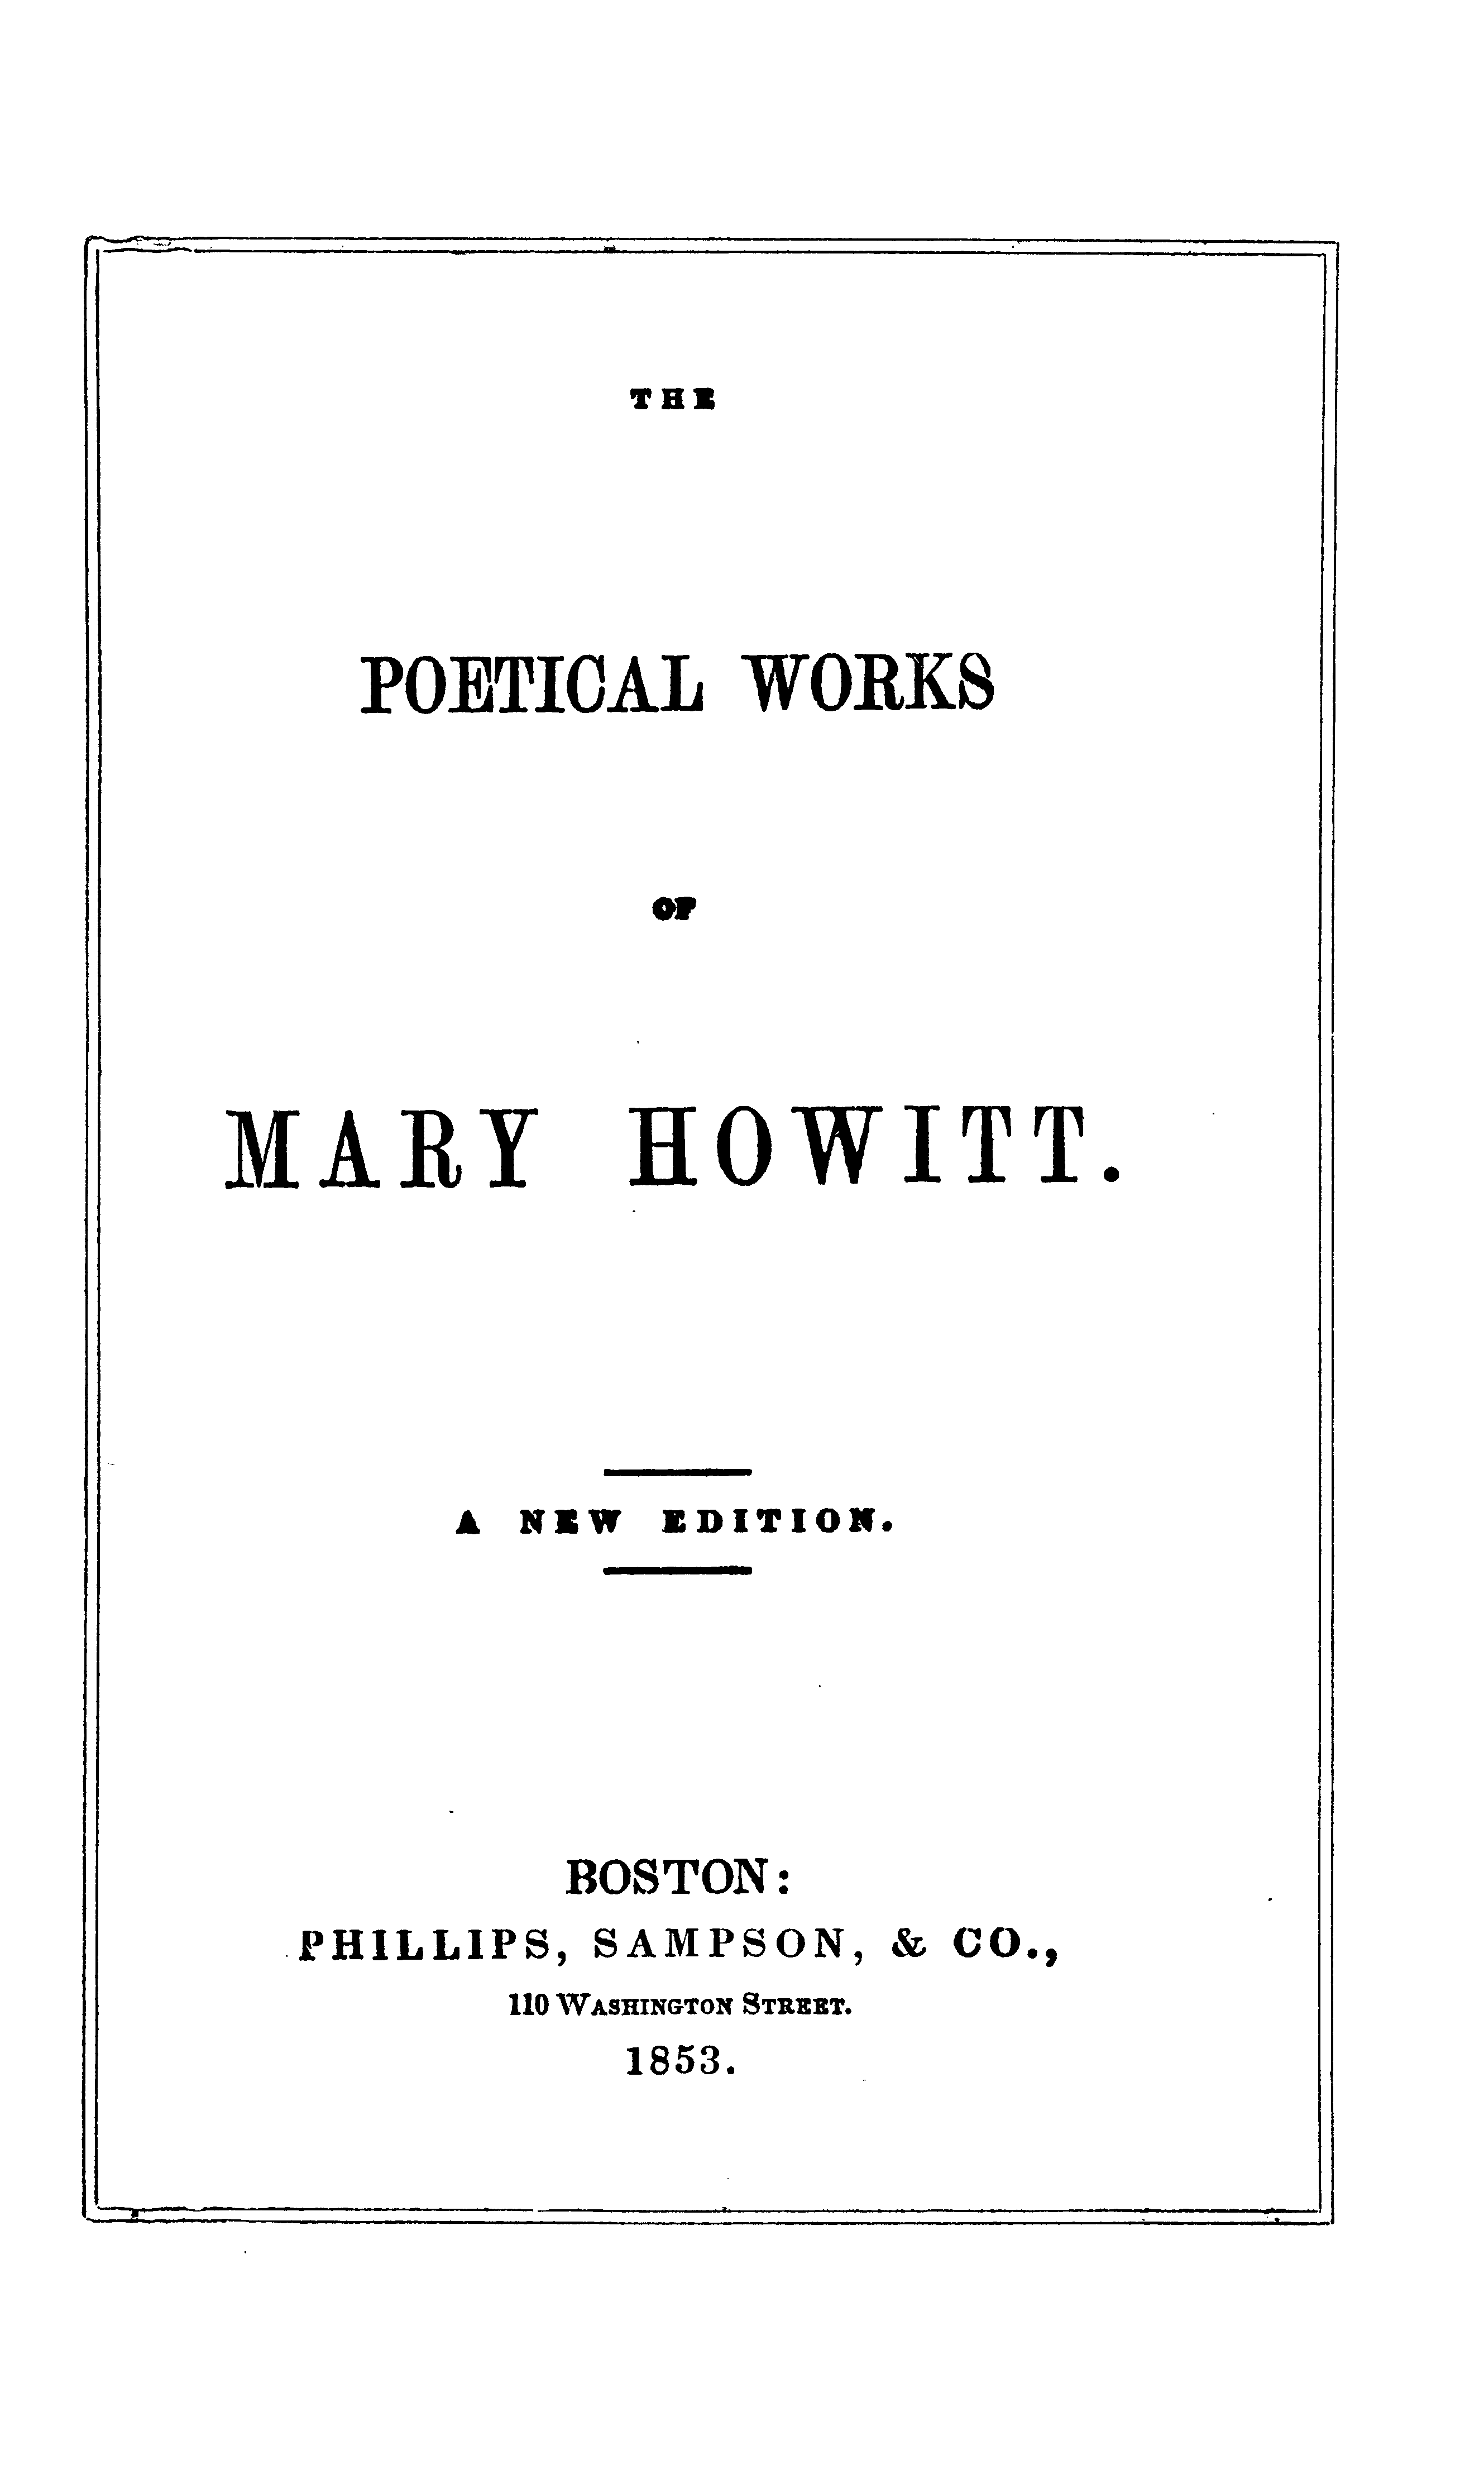 THE
POETICAL WORKS
OF
MARY HOWITT.
A NEW EDITION.
BOSTON:
PHILLIPS, SAMPSON, & CO.,
110 WASHINGTON STREET.
1853.